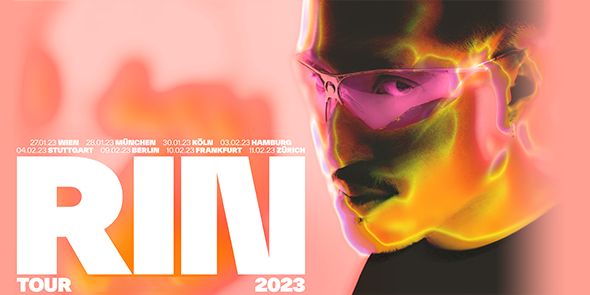 27.01.23 WIEN 28.01.23 MÜNCHEN 30.01.23 KÖLN 03.02.23 HAMBURG
04.02.23 STUTTGART 09.02.23 BERLIN 10.02.23 FRANKFURT 11.02.23 ZÜRICH
RIN
TOUR 2023